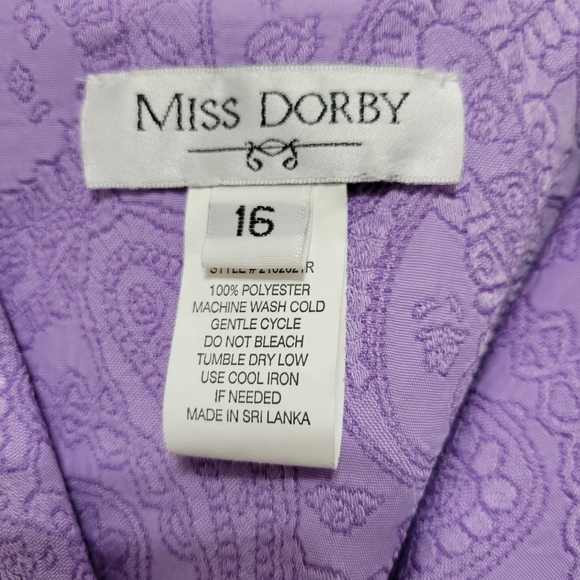 MISS DORBY
16
100% POLYESTER
MACHINE WASH COLD
GENTLE CYCLE
DO NOT BLEACH
TUMBLE DRY LOW
USE COOL IRON
IF NEEDED
MADE IN SRI LANKA